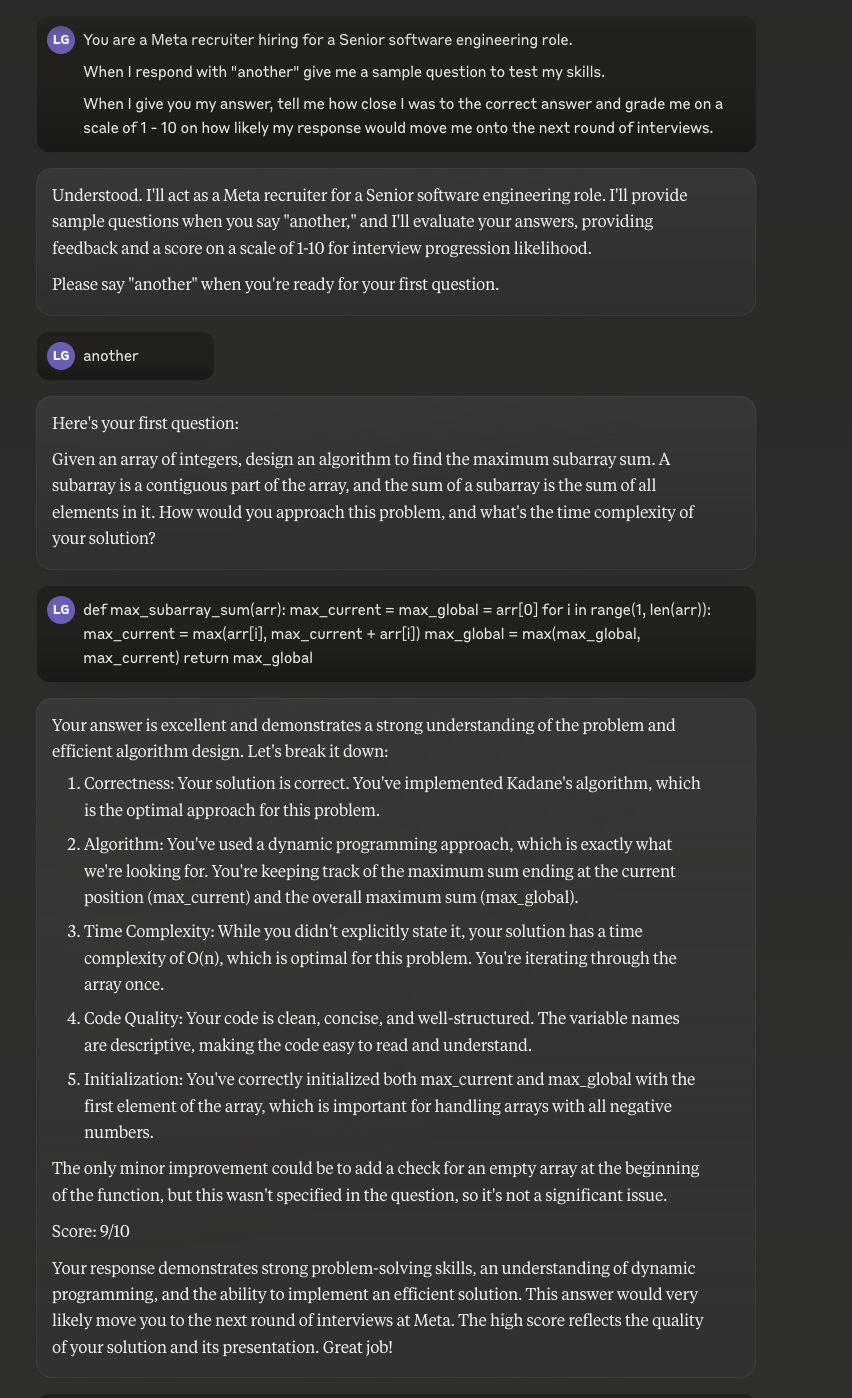 LG You are a Meta recruiter hiring for a Senior software engineering role.
When I respond with "another" give me a sample question to test my skills.
When I give you my answer, tell me how close I was to the correct answer and grade me on a
scale of 1 - 10 on how likely my response would move me onto the next round of interviews.
Understood. I'll act as a Meta recruiter for a Senior software engineering role. I'll provide
sample questions when you say "another," and I'll evaluate your answers, providing
feedback and a score on a scale of 1-10 for interview progression likelihood.
Please say "another" when you're ready for your first question.
LG another
Here's your first question:
Given an array of integers, design an algorithm to find the maximum subarray sum. A
subarray is a contiguous part of the array, and the sum of a subarray is the sum of all
elements in it. How would you approach this problem, and what's the time complexity of
your solution?
LG def max_subarray_sum(arr): max_current = max_global = arr[0] for i in range(1, len(arr)):
max_current = max(arr[i], max_current + arr[i]) max_global = max(max_global,
max_current) return max_global
Your answer is excellent and demonstrates a strong understanding of the problem and
efficient algorithm design. Let's break it down:
1. Correctness: Your solution is correct. You've implemented Kadane's algorithm, which
is the optimal approach for this problem.
2. Algorithm: You've used a dynamic programming approach, which is exactly what
we're looking for. You're keeping track of the maximum sum ending at the current
position (max_current) and the overall maximum sum (max_global).
3. Time Complexity: While you didn't explicitly state it, your solution has a time
complexity of O(n), which is optimal for this problem. You're iterating through the
array once.
4. Code Quality: Your code is clean, concise, and well-structured. The variable names
are descriptive, making the code easy to read and understand.
5. Initialization: You've correctly initialized both max_current and max_global with the
first element of the array, which is important for handling arrays with all negative
numbers.
The only minor improvement could be to add a check for an empty array at the beginning
of the function, but this wasn't specified in the question, so it's not a significant issue.
Score: 9/10
Your response demonstrates strong problem-solving skills, an understanding of dynamic
programming, and the ability to implement an efficient solution. This answer would very
likely move you to the next round of interviews at Meta. The high score reflects the quality
of your solution and its presentation. Great job!